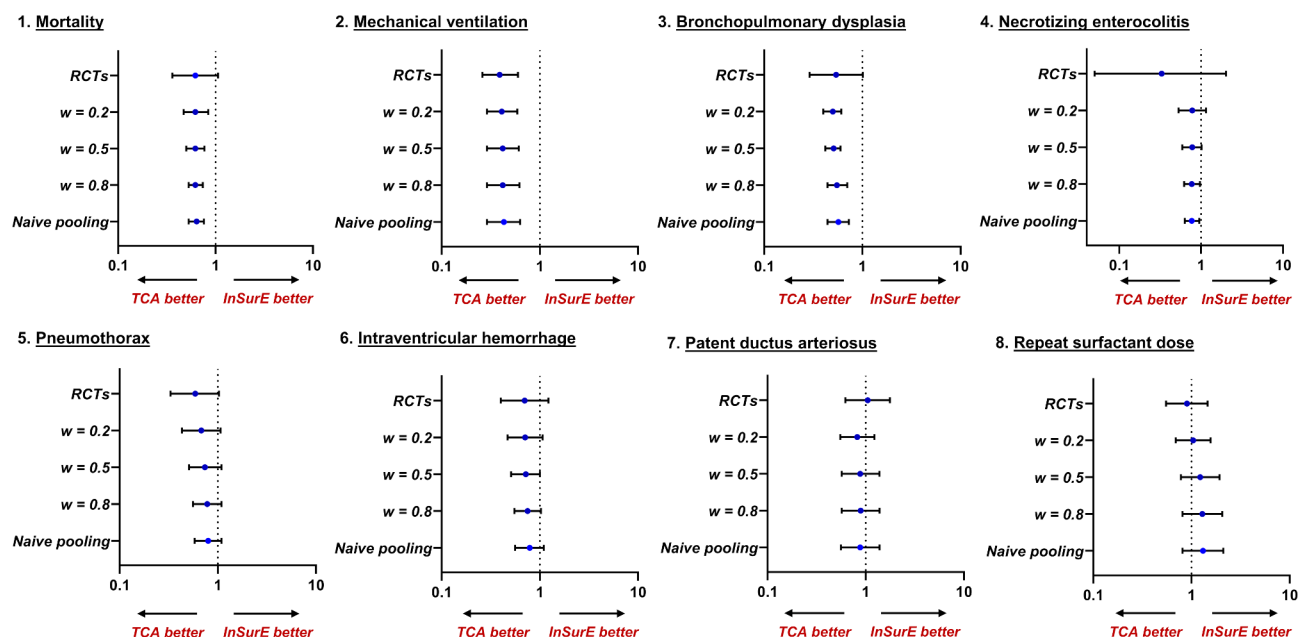 1. Mortality
RCTs
w = 0.2
w = 0.5
w = 0.8
Naive pooling
0.1 1 10
TCA better InSurE better
2. Mechanical ventilation
RCTs
w = 0.2
w = 0.5
w = 0.8
Naive pooling
0.1 1 10
TCA better InSurE better
3. Bronchopulmonary dysplasia
RCTs
w = 0.2
w = 0.5
w = 0.8
Naive pooling
0.1 1 10
TCA better InSurE better
4. Necrotizing enterocolitis
RCTs
w = 0.2
w = 0.5
w = 0.8
Naive pooling
0.1 1 10
TCA better InSurE better
5. Pneumothorax
RCTs
w = 0.2
w = 0.5
w = 0.8
Naive pooling
0.1 1 10
TCA better InSurE better
6. Intraventricular hemorrhage
RCTs
w = 0.2
w = 0.5
w = 0.8
Naive pooling
0.1 1 10
TCA better InSurE better
7. Patent ductus arteriosus
RCTs
w = 0.2
w = 0.5
w = 0.8
Naive pooling
0.1 1 10
TCA better InSurE better
8. Repeat surfactant dose
RCTs
w = 0.2
w = 0.5
w = 0.8
Naive pooling
0.1 1 10
TCA better InSurE better